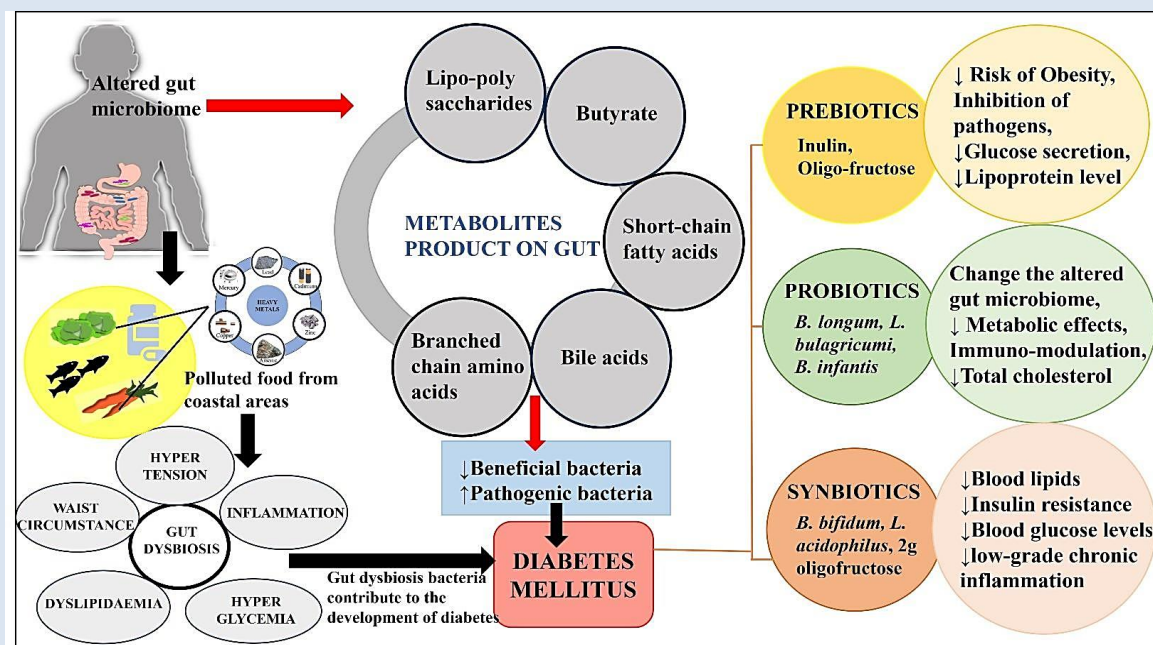 Altered gut
microbiome
Lead
Mercury
Cadmium
HEAVY
METALS
Copper
Zinc
Arsenic
Polluted food from
coastal areas
HYPER
TENSION
WAIST
CIRCUMSTANCE
INFLAMMATION
GUT
DYSBIOSIS
DYSLIPIDAEMIA
HYPER
GLYCEMIA
Gut dysbiosis bacteria
contribute to the
development of diabetes
Lipo-poly
saccharides
Butyrate
METABOLITES
PRODUCT ON GUT
Short-chain
fatty acids
Branched
chain amino
acids
Bile acids
↓Beneficial bacteria
↑Pathogenic bacteria
DIABETES
MELLITUS
PREBIOTICS
Inulin,
Oligo-fructose
↓ Risk of Obesity,
Inhibition of
pathogens,
↓Glucose secretion,
↓Lipoprotein level
PROBIOTICS
B. longum, L.
bulagricumi,
B. infantis
Change the altered
gut microbiome,
↓ Metabolic effects,
Immuno-modulation,
↓Total cholesterol
SYNBIOTICS
B. bifidum, L.
acidophilus, 2g
oligofructose
↓Blood lipids
↓Insulin resistance
↓Blood glucose levels
↓low-grade chronic
inflammation